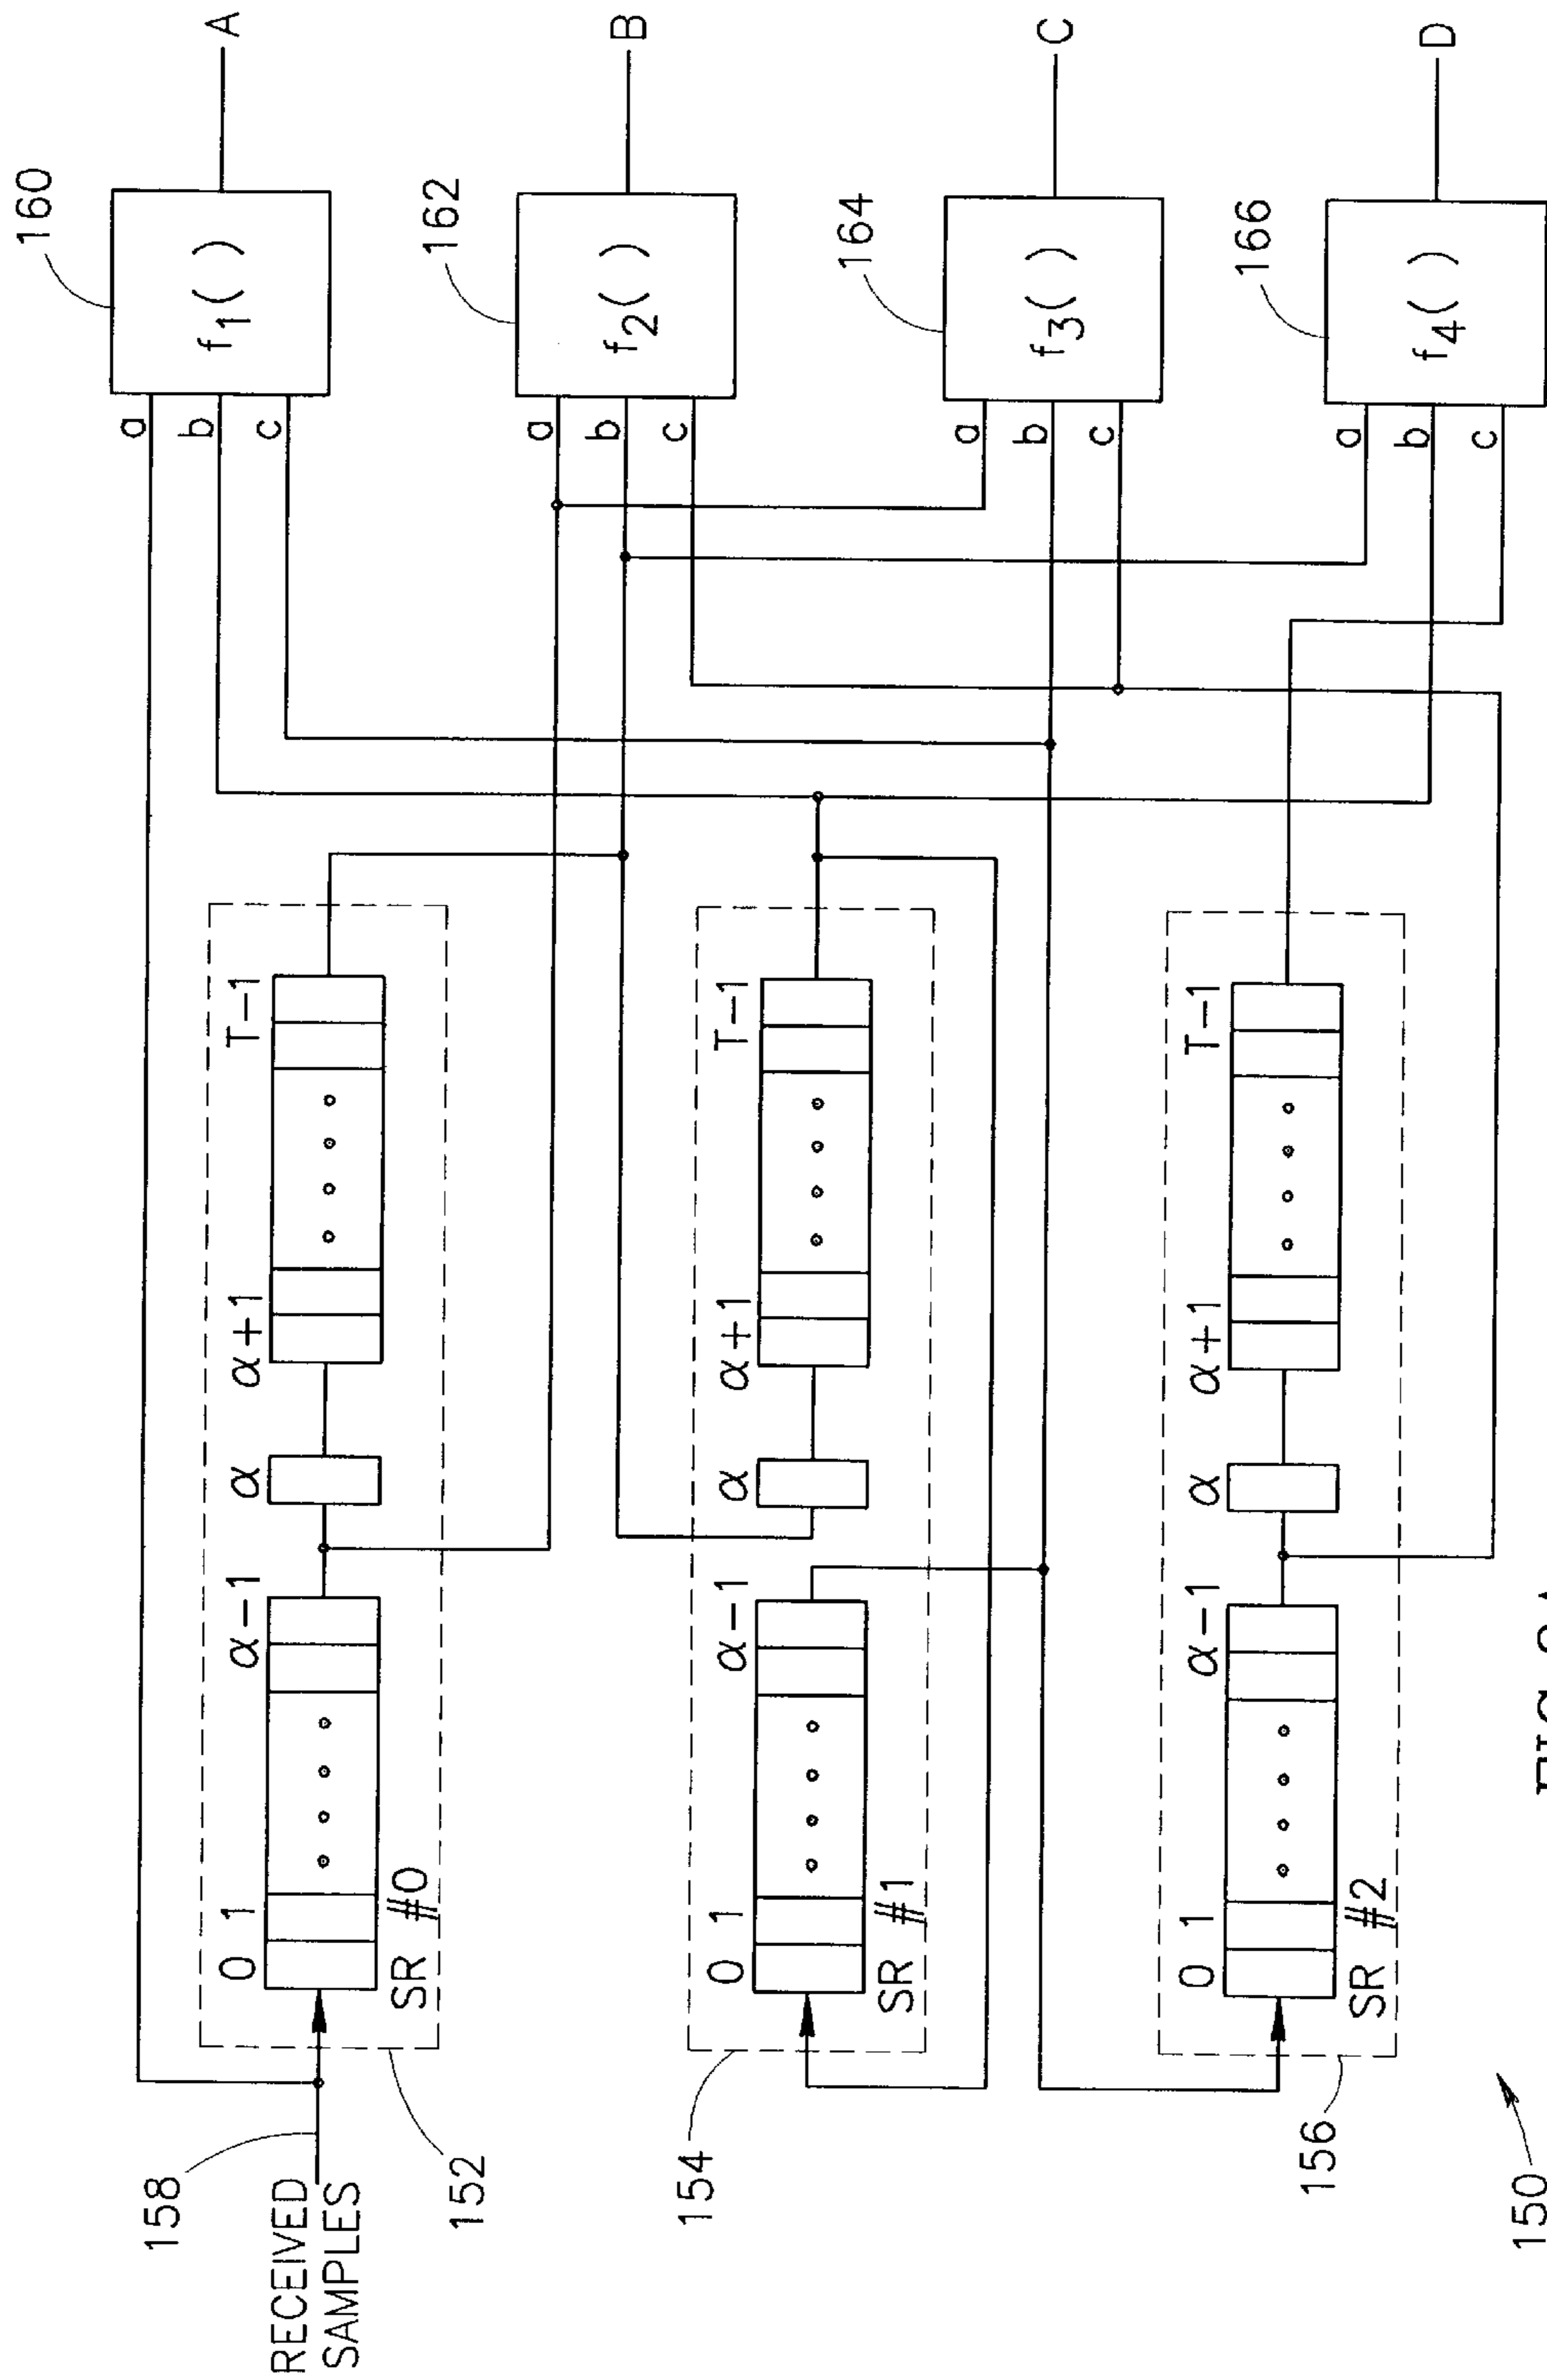 RECEIVED
SAMPLES
158
152
0 1 α-1 α α+1 T-1
SR #0
154
0 1 α-1 α α+1 T-1
SR #1
156
0 1 α-1 α α+1 T-1
SR #2
150
a
b
c
f1( )
160
A
a
b
c
f2( )
162
B
a
b
c
f3( )
164
C
a
b
c
f4( )
166
D